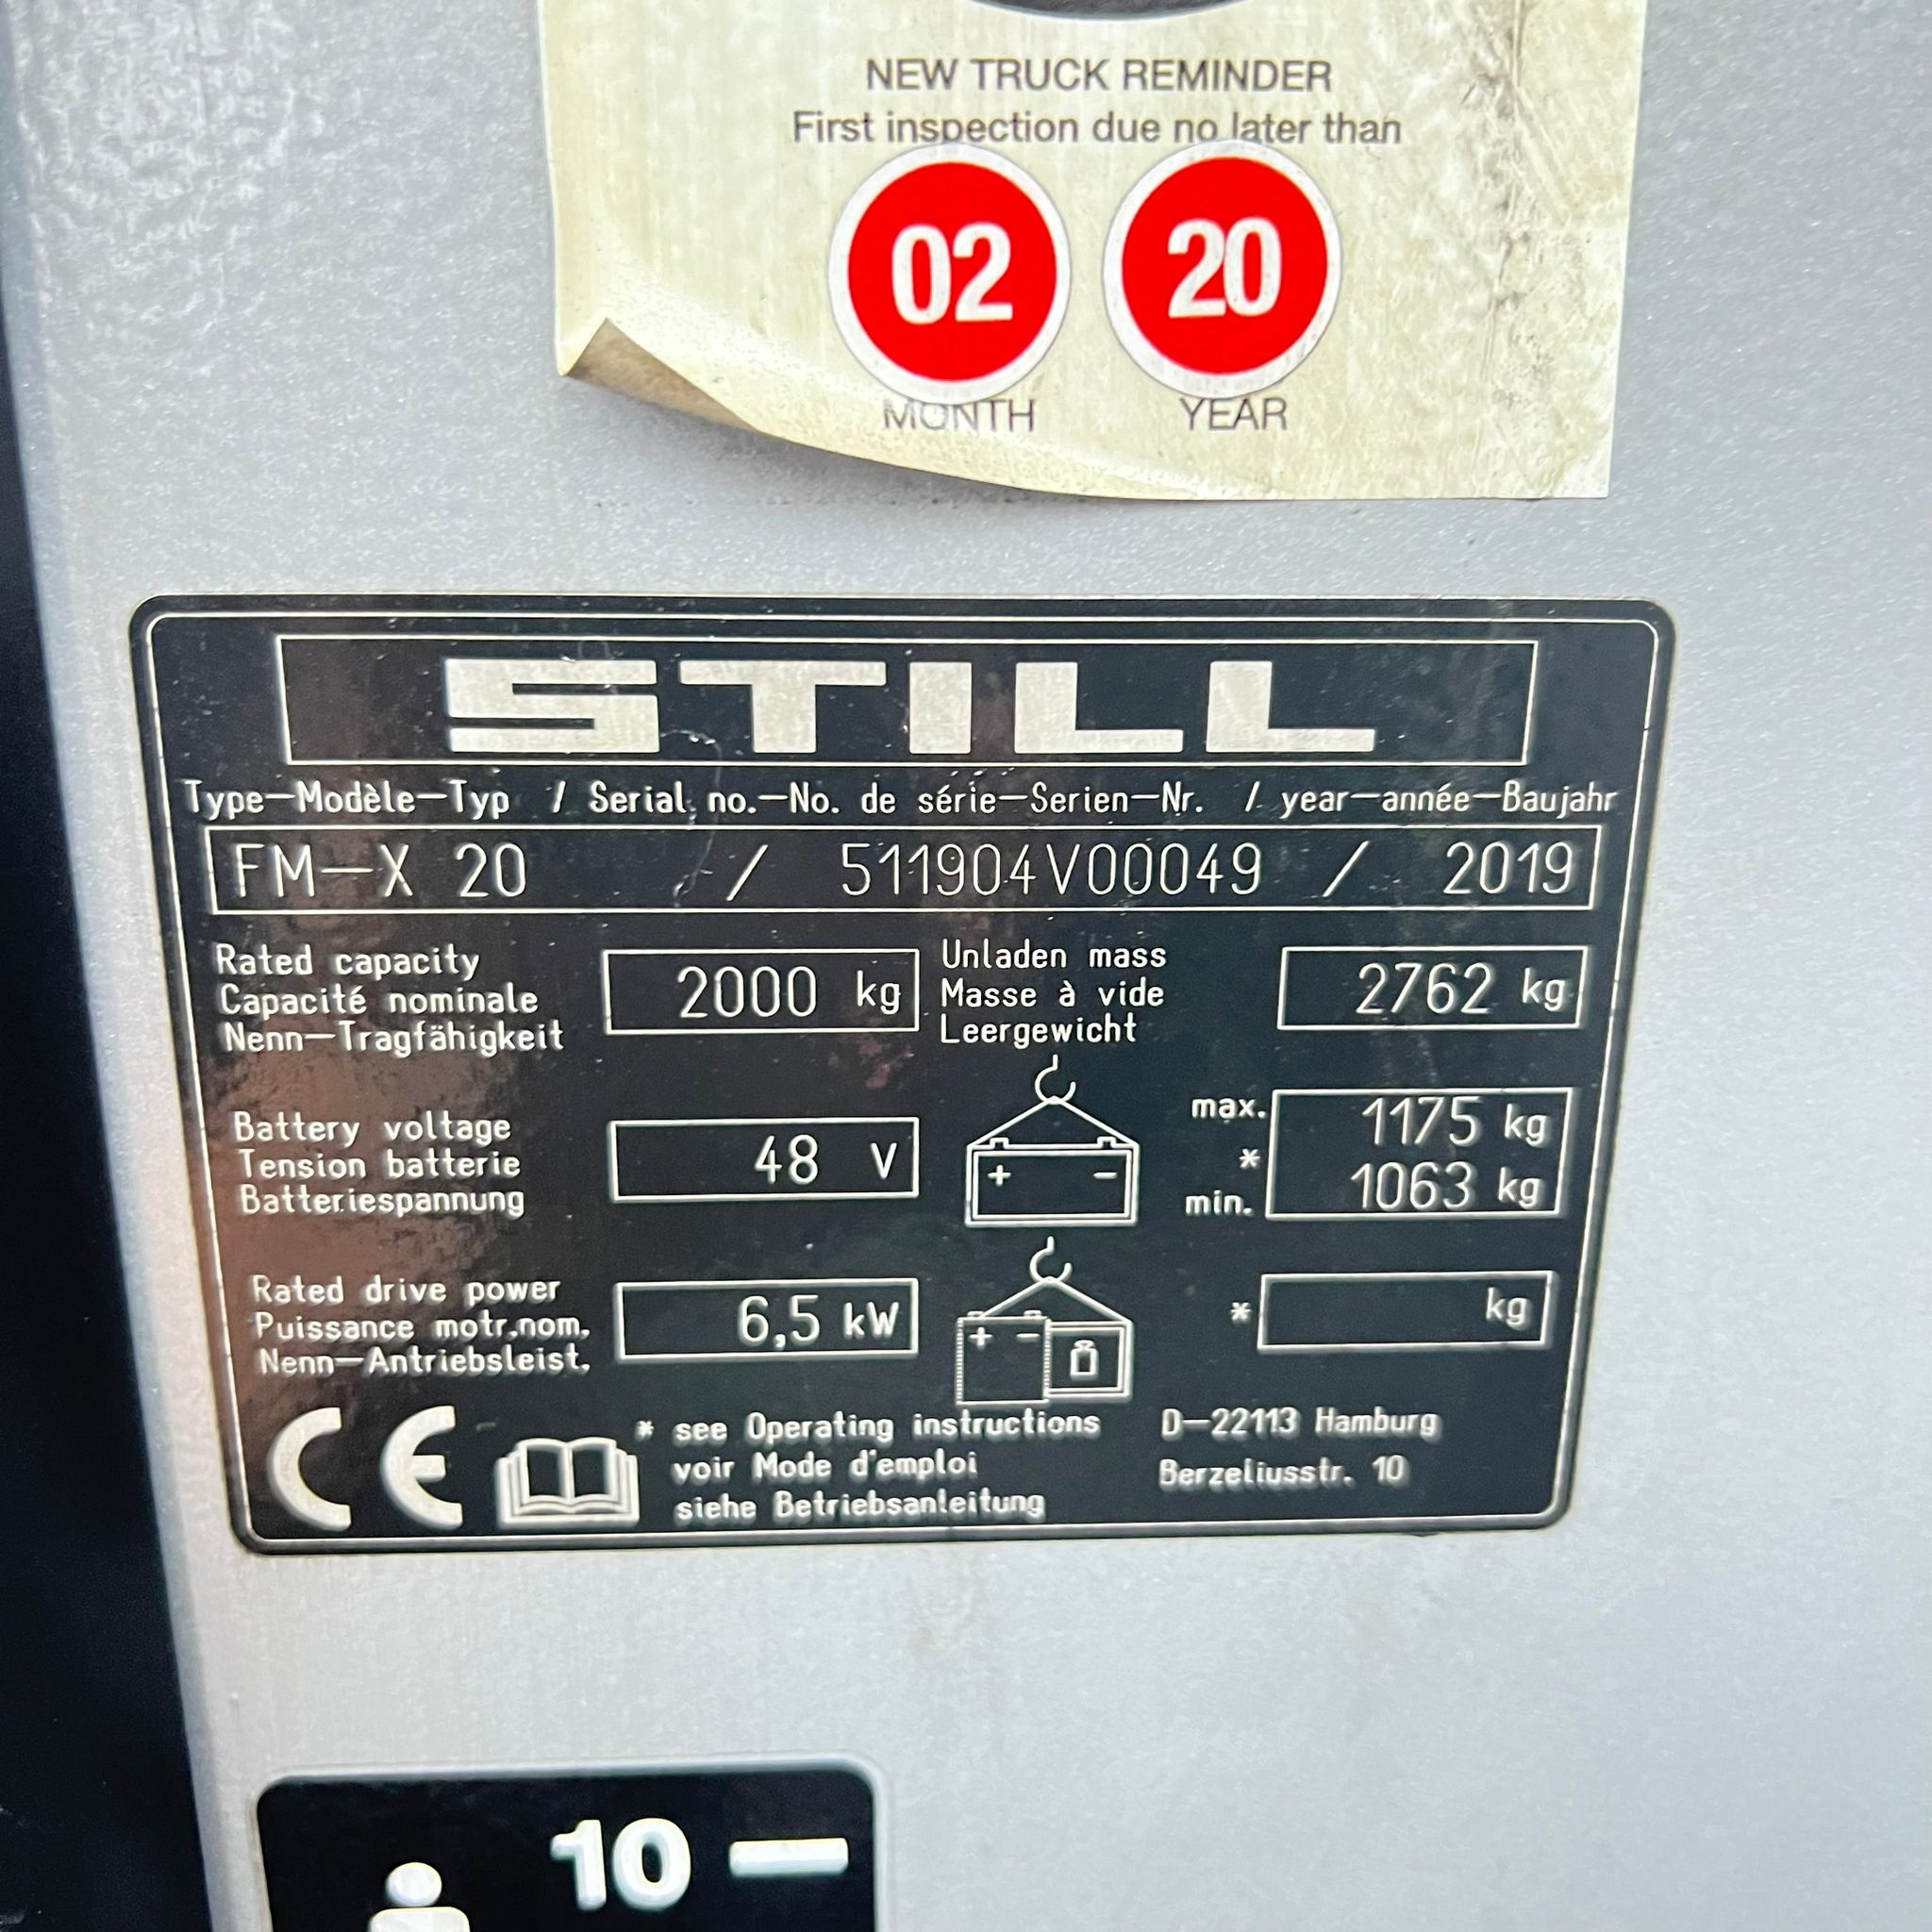 NEW TRUCK REMINDER
First inspection due no later than
02 20
MONTH YEAR
STILL
Type-Modèle-Typ / Serial no.-No. de série-Serien-Nr. / year-année-Baujahr
FM-X 20 / 511904V00049 / 2019
Rated capacity
Capacité nominale
Nenn-Tragfähigkeit
2000 kg
Unladen mass
Masse à vide
Leergewicht
2762 kg
Battery voltage
Tension batterie
Batteriespannung
48 V
+ -
max. 1175 kg
*
min. 1063 kg
Rated drive power
Puissance motr.nom.
Nenn-Antriebsleist.
6,5 kW
+ -
* kg
CE
* see Operating instructions
voir Mode d'emploi
siehe Betriebsanleitung
D-22113 Hamburg
Berzeliusstr. 10
10 -